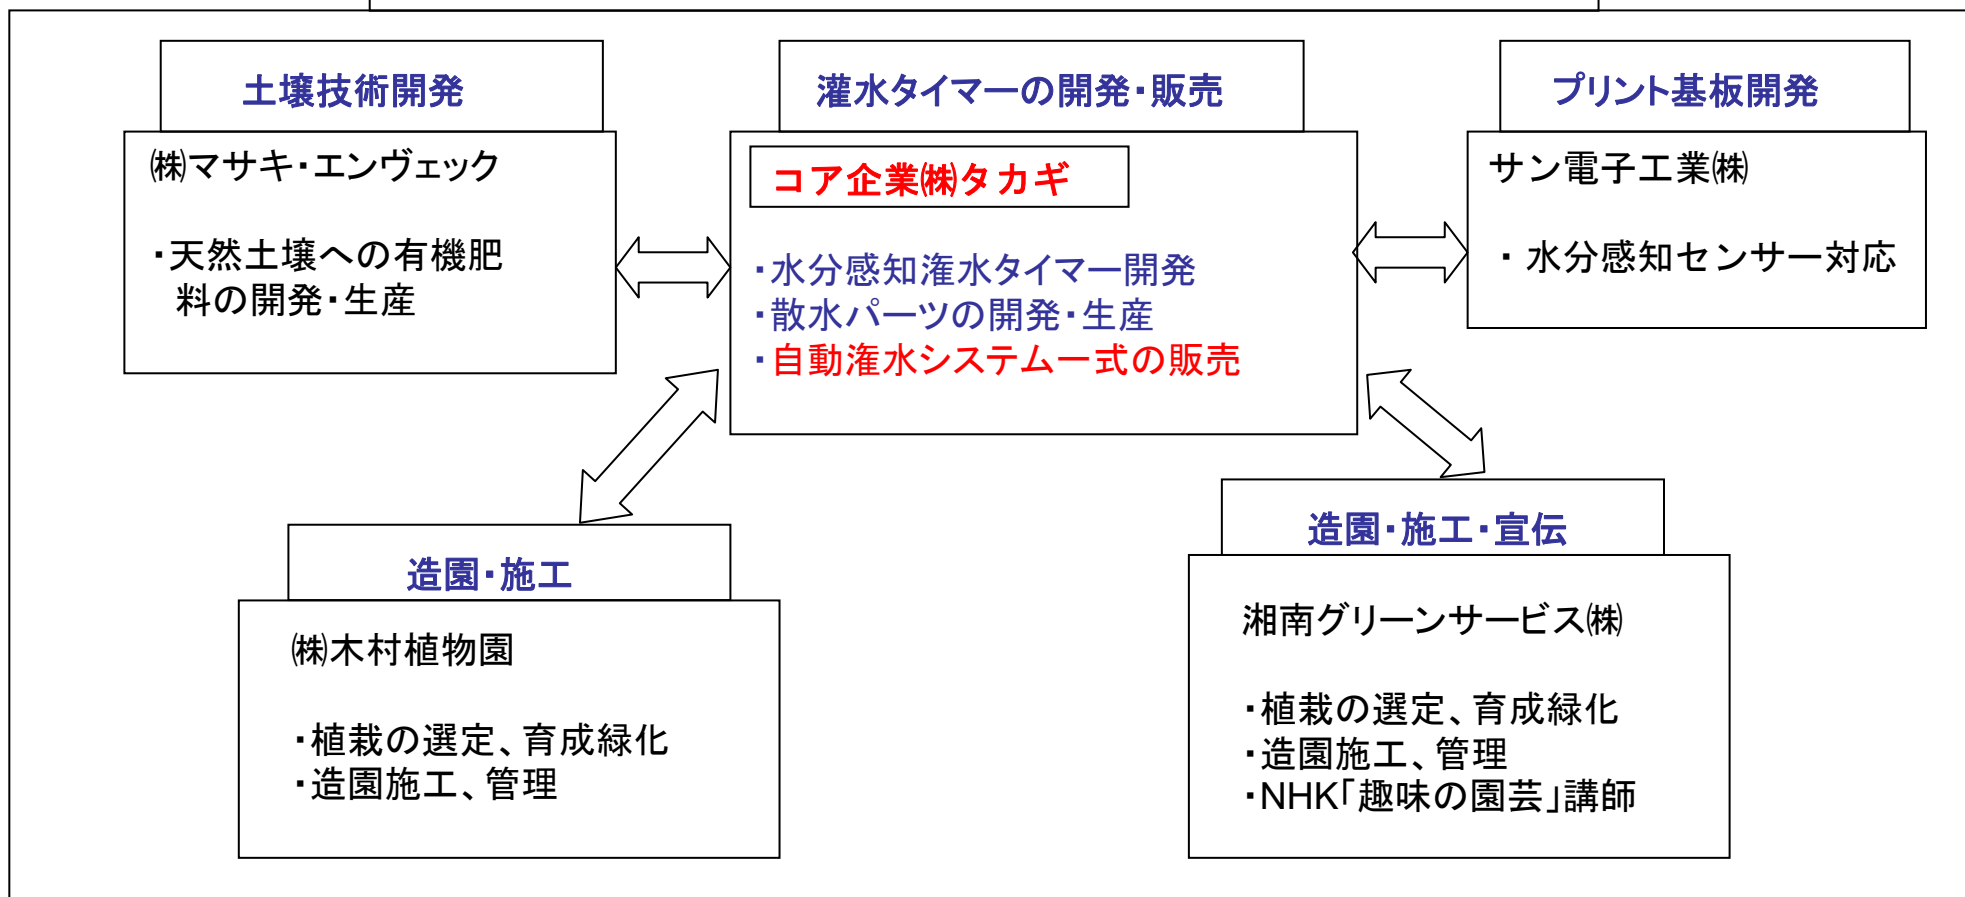 土壌技術開発
㈱マサキ・エンヴェック
・天然土壌への有機肥
料の開発・生産
灌水タイマーの開発・販売
コア企業㈱タカギ
・水分感知潅水タイマー開発
・散水パーツの開発・生産
・自動潅水システム一式の販売
プリント基板開発
サン電子工業㈱
・水分感知センサー対応
造園・施工
㈱木村植物園
・植栽の選定、育成緑化
・造園施工、管理
造園・施工・宣伝
湘南グリーンサービス㈱
・植栽の選定、育成緑化
・造園施工、管理
・NHK「趣味の園芸」講師